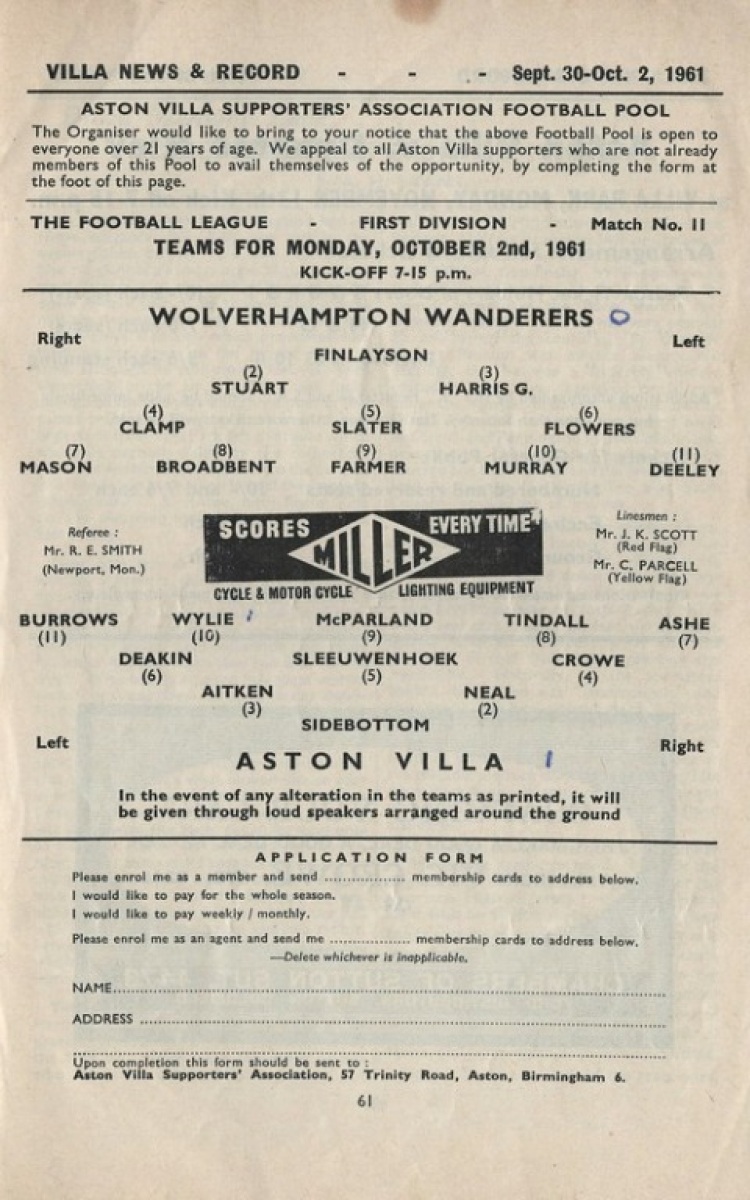 VILLA NEWS & RECORD - - - Sept. 30-Oct. 2, 1961
ASTON VILLA SUPPORTERS' ASSOCIATION FOOTBALL POOL
The Organiser would like to bring to your notice that the above Football Pool is open to
everyone over 21 years of age. We appeal to all Aston Villa supporters who are not already
members of this Pool to avail themselves of the opportunity, by completing the form at
the foot of this page.
THE FOOTBALL LEAGUE - FIRST DIVISION - Match No. 11
TEAMS FOR MONDAY, OCTOBER 2nd, 1961
KICK-OFF 7-15 p.m.
WOLVERHAMPTON WANDERERS 0
Right Left
FINLAYSON
(2) (3)
STUART HARRIS G.
(4) (5) (6)
CLAMP SLATER FLOWERS
(7) (8) (9) (10) (11)
MASON BROADBENT FARMER MURRAY DEELEY
Referee :
Mr. R. E. SMITH
(Newport, Mon.)
SCORES EVERY TIME
MILLER
CYCLE & MOTOR CYCLE LIGHTING EQUIPMENT
Linesmen :
Mr. J. K. SCOTT
(Red Flag)
Mr. C. PARCELL
(Yellow Flag)
BURROWS WYLIE 1 McPARLAND TINDALL ASHE
(11) (10) (9) (8) (7)
DEAKIN SLEEUWENHOEK CROWE
(6) (5) (4)
AITKEN NEAL
(3) (2)
SIDEBOTTOM
Left Right
ASTON VILLA 1
In the event of any alteration in the teams as printed, it will
be given through loud speakers arranged around the ground
APPLICATION FORM
Please enrol me as a member and send .................. membership cards to address below.
I would like to pay for the whole season.
I would like to pay weekly / monthly.
Please enrol me as an agent and send me .................. membership cards to address below.
—Delete whichever is inapplicable.
NAME..................
ADDRESS ..................
Upon completion this form should be sent to :
Aston Villa Supporters' Association, 57 Trinity Road, Aston, Birmingham 6.
61